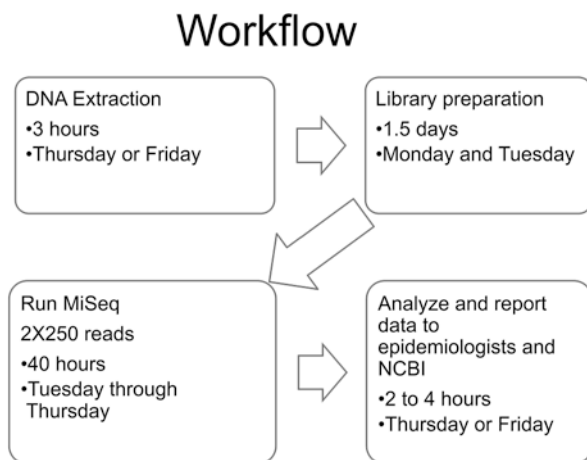 Workflow
DNA Extraction
•3 hours
•Thursday or Friday
Library preparation
•1.5 days
•Monday and Tuesday
Run MiSeq
2X250 reads
•40 hours
•Tuesday through
Thursday
Analyze and report
data to
epidemiologists and
NCBI
•2 to 4 hours
•Thursday or Friday